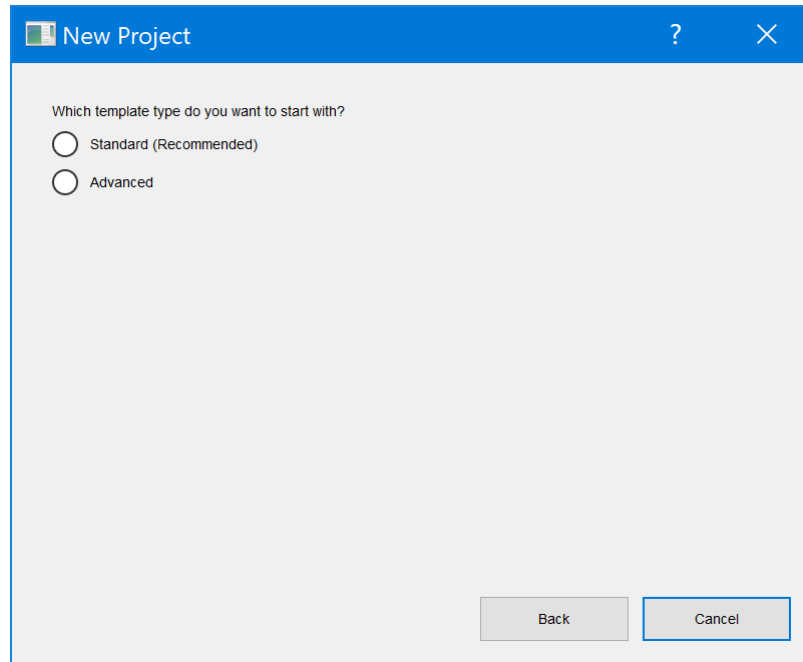 New Project ?
Which template type do you want to start with?
Standard (Recommended)
Advanced
Back Cancel